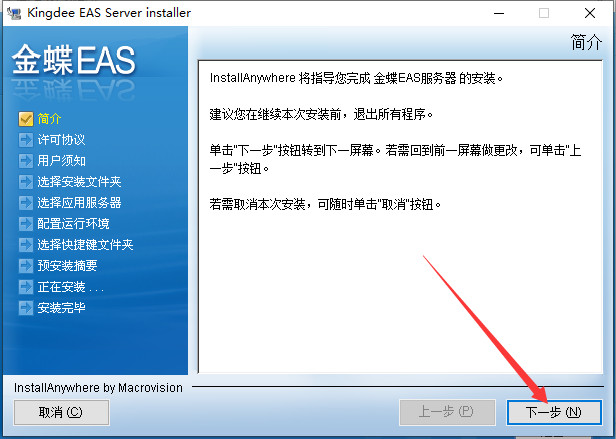 Kingdee EAS Server installer
金蝶EAS
简介
简介
许可协议
用户须知
选择安装文件夹
选择应用服务器
配置运行环境
选择快捷键文件夹
预安装摘要
正在安装 . . .
安装完毕
InstallAnywhere 将指导您完成 金蝶EAS服务器 的安装。
建议您在继续本次安装前，退出所有程序。
单击"下一步"按钮转到下一屏幕。若需回到前一屏幕做更改，可单击"上
一步"按钮。
若需取消本次安装，可随时单击"取消"按钮。
InstallAnywhere by Macrovision
取消 (C)
上一步 (P)
下一步 (N)